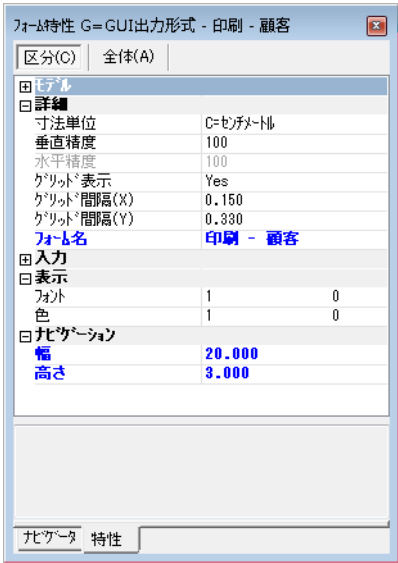 ﾌｫｰﾑ特性 G=GUI出力形式 - 印刷 - 顧客
区分(C) 全体(A)
ﾓﾃﾞﾙ
詳細
寸法単位 C=ｾﾝﾁﾒｰﾄﾙ
垂直精度 100
水平精度 100
ｸﾞﾘｯﾄﾞ表示 Yes
ｸﾞﾘｯﾄﾞ間隔(X) 0.150
ｸﾞﾘｯﾄﾞ間隔(Y) 0.330
ﾌｫｰﾑ名 印刷 - 顧客
入力
表示
ﾌｫﾝﾄ 1 0
色 1 0
ﾅﾋﾞｹﾞｰｼｮﾝ
幅 20.000
高さ 3.000
ﾅﾋﾞｹﾞｰﾀ 特性